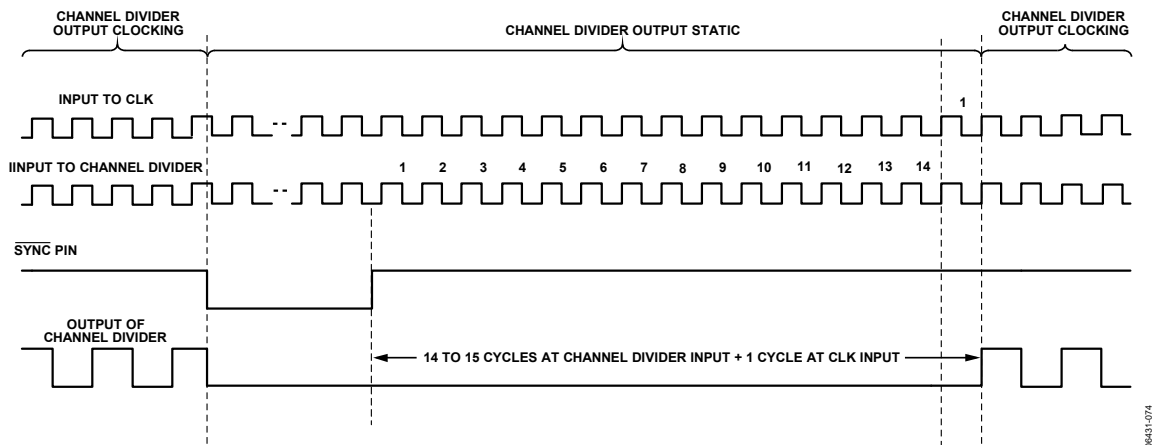 CHANNEL DIVIDER
OUTPUT CLOCKING
CHANNEL DIVIDER OUTPUT STATIC
CHANNEL DIVIDER
OUTPUT CLOCKING
INPUT TO CLK
1
IINPUT TO CHANNEL DIVIDER
1 2 3 4 5 6 7 8 9 10 11 12 13 14
SYNC PIN
OUTPUT OF
CHANNEL DIVIDER
14 TO 15 CYCLES AT CHANNEL DIVIDER INPUT + 1 CYCLE AT CLK INPUT
06431-074